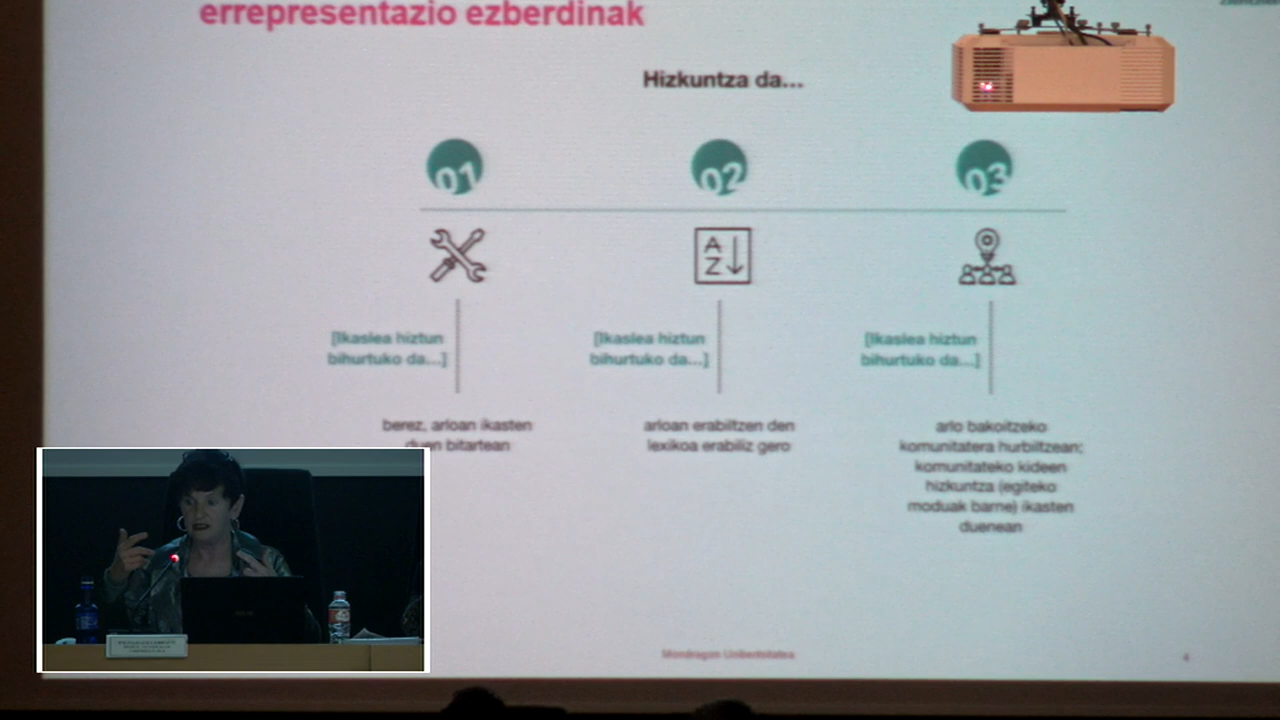 errepresentazio ezberdinak
Hizkuntza da...
01
02
03
A
Z
[Ikaslea hiztun
bihurtuko da...]
[Ikaslea hiztun
bihurtuko da...]
[Ikaslea hiztun
bihurtuko da...]
berez, arloan ikasten
duen bitartean
arloan erabiltzen den
lexikoa erabiliz gero
arlo bakoitzeko
komunitatera hurbiltzean;
komunitateko kideen
hizkuntza (egiteko
moduak barne) ikasten
duenean
Mondragon Unibertsitatea
4